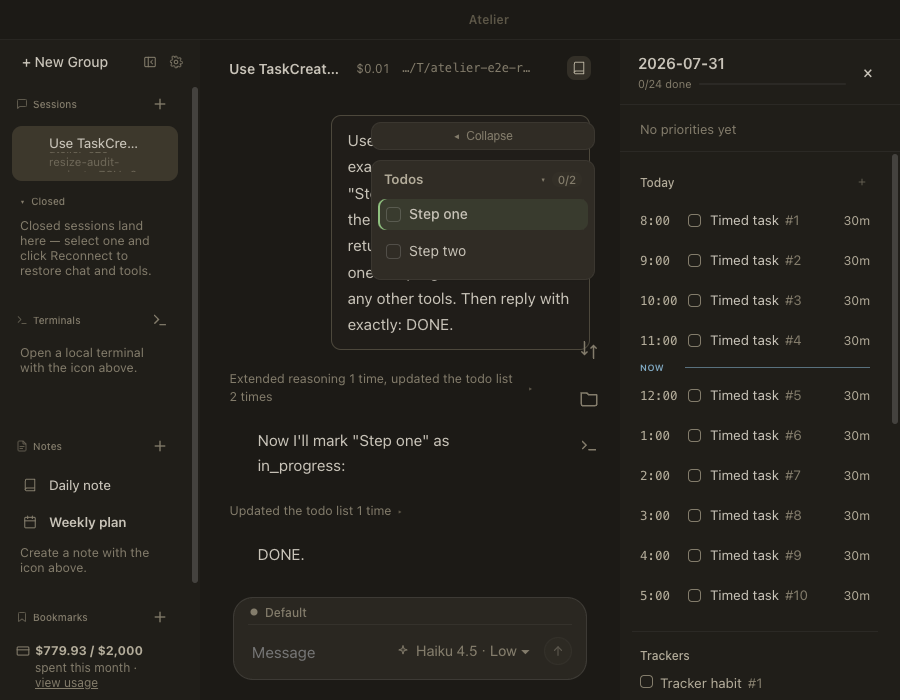 Atelier
+ New Group
Sessions
Use TaskCre...
resize-audit-
Closed
Closed sessions land
here — select one and
click Reconnect to
restore chat and tools.
Terminals
Open a local terminal
with the icon above.
Notes
Daily note
Weekly plan
Create a note with the
icon above.
Bookmarks
$779.93 / $2,000
spent this month ·
view usage
Use TaskCreat... $0.01 .../T/atelier-e2e-r...
Use
Collapse
Todos 0/2
Step one
Step two
any other tools. Then reply with
exactly: DONE.
Extended reasoning 1 time, updated the todo list
2 times
Now I'll mark "Step one" as
in_progress:
Updated the todo list 1 time
DONE.
Default
Message Haiku 4.5 · Low
2026-07-31
0/24 done
No priorities yet
Today +
8:00 Timed task #1 30m
9:00 Timed task #2 30m
10:00 Timed task #3 30m
11:00 Timed task #4 30m
NOW
12:00 Timed task #5 30m
1:00 Timed task #6 30m
2:00 Timed task #7 30m
3:00 Timed task #8 30m
4:00 Timed task #9 30m
5:00 Timed task #10 30m
Trackers
Tracker habit #1